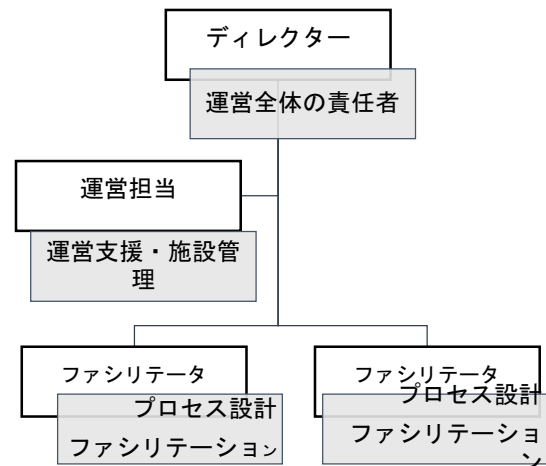 ディレクター
運営全体の責任者
運営担当
運営支援・施設管
理
ファシリテータ
プロセス設計
ファシリテーション
ファシリテータ
プロセス設計
ファシリテーショ
ン